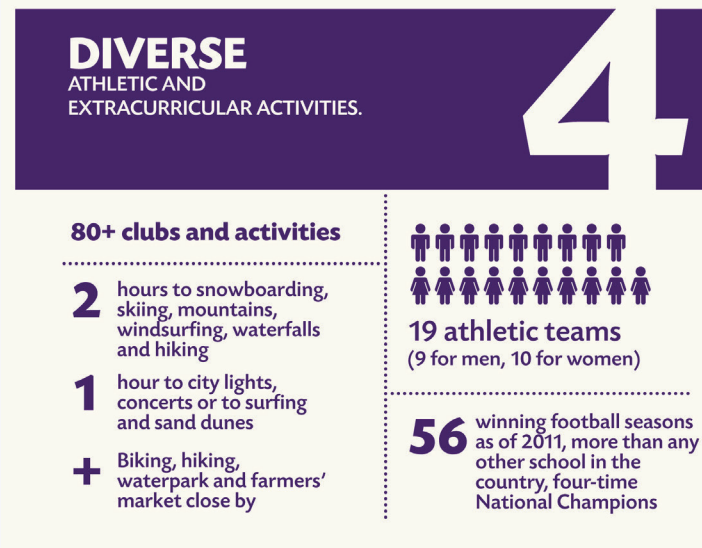 DIVERSE
ATHLETIC AND
EXTRACURRICULAR ACTIVITIES.
4
80+ clubs and activities
2 hours to snowboarding,
skiing, mountains,
windsurfing, waterfalls
and hiking
1 hour to city lights,
concerts or to surfing
and sand dunes
+ Biking, hiking,
waterpark and farmers'
market close by
19 athletic teams
(9 for men, 10 for women)
56 winning football seasons
as of 2011, more than any
other school in the
country, four-time
National Champions